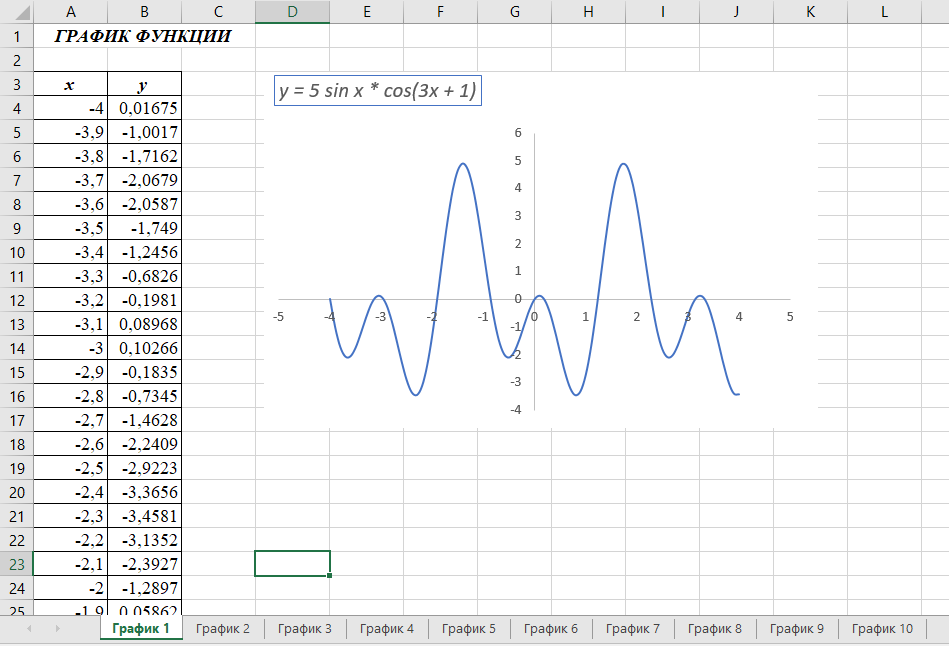 A B C D E F G H I J K L
1 ГРАФИК ФУНКЦИИ
2
3 x y
4 -4 0,01675
5 -3,9 -1,0017
6 -3,8 -1,7162
7 -3,7 -2,0679
8 -3,6 -2,0587
9 -3,5 -1,749
10 -3,4 -1,2456
11 -3,3 -0,6826
12 -3,2 -0,1981
13 -3,1 0,08968
14 -3 0,10266
15 -2,9 -0,1835
16 -2,8 -0,7345
17 -2,7 -1,4628
18 -2,6 -2,2409
19 -2,5 -2,9223
20 -2,4 -3,3656
21 -2,3 -3,4581
22 -2,2 -3,1352
23 -2,1 -2,3927
24 -2 -1,2897
25 -1,9 0,05862
y = 5 sin x * cos(3x + 1)
6
5
4
3
2
1
0
-5 -4 -3 -2 -1 0 1 2 3 4 5
-1
-2
-3
-4
График 1 График 2 График 3 График 4 График 5 График 6 График 7 График 8 График 9 График 10